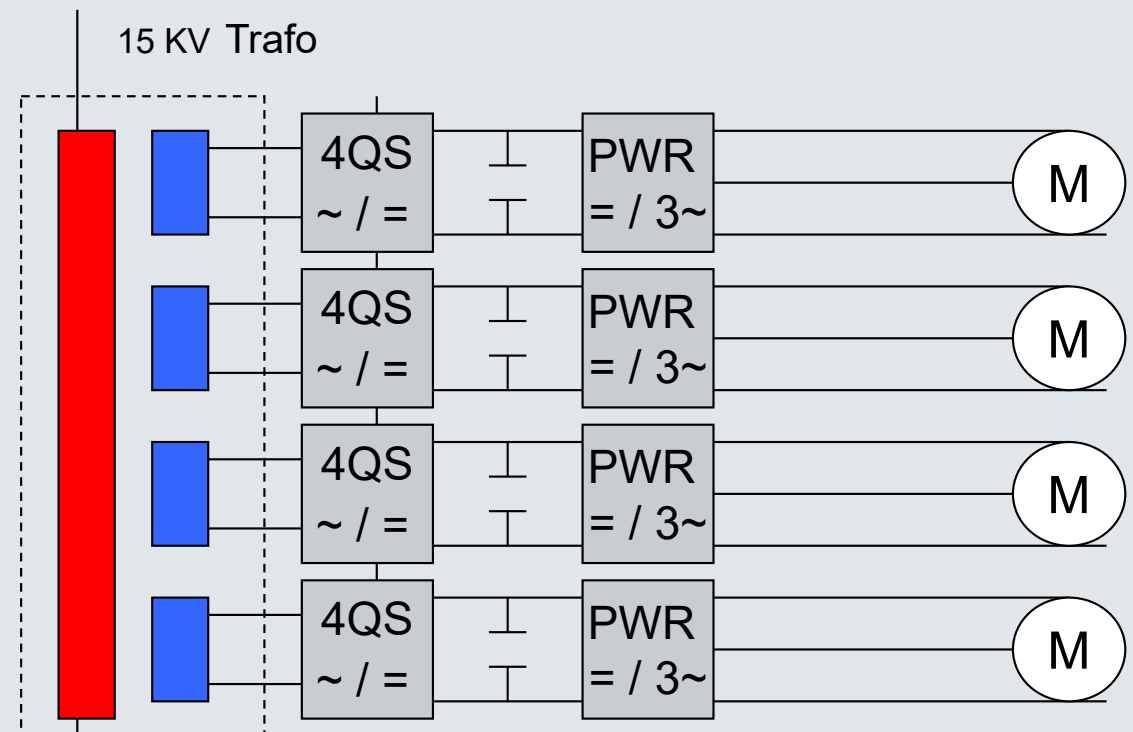 15 KV Trafo
4QS
~ / =
PWR
= / 3~
M
4QS
~ / =
PWR
= / 3~
M
4QS
~ / =
PWR
= / 3~
M
4QS
~ / =
PWR
= / 3~
M